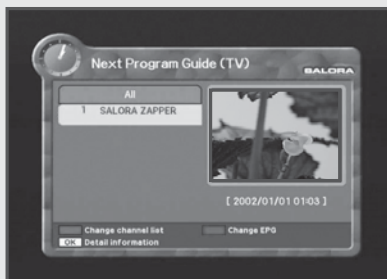 Next Program Guide (TV)
SALORA
All
1 SALORA ZAPPER
[ 2002/01/01 01:03 ]
Change channel list
Change EPG
OK Detail information